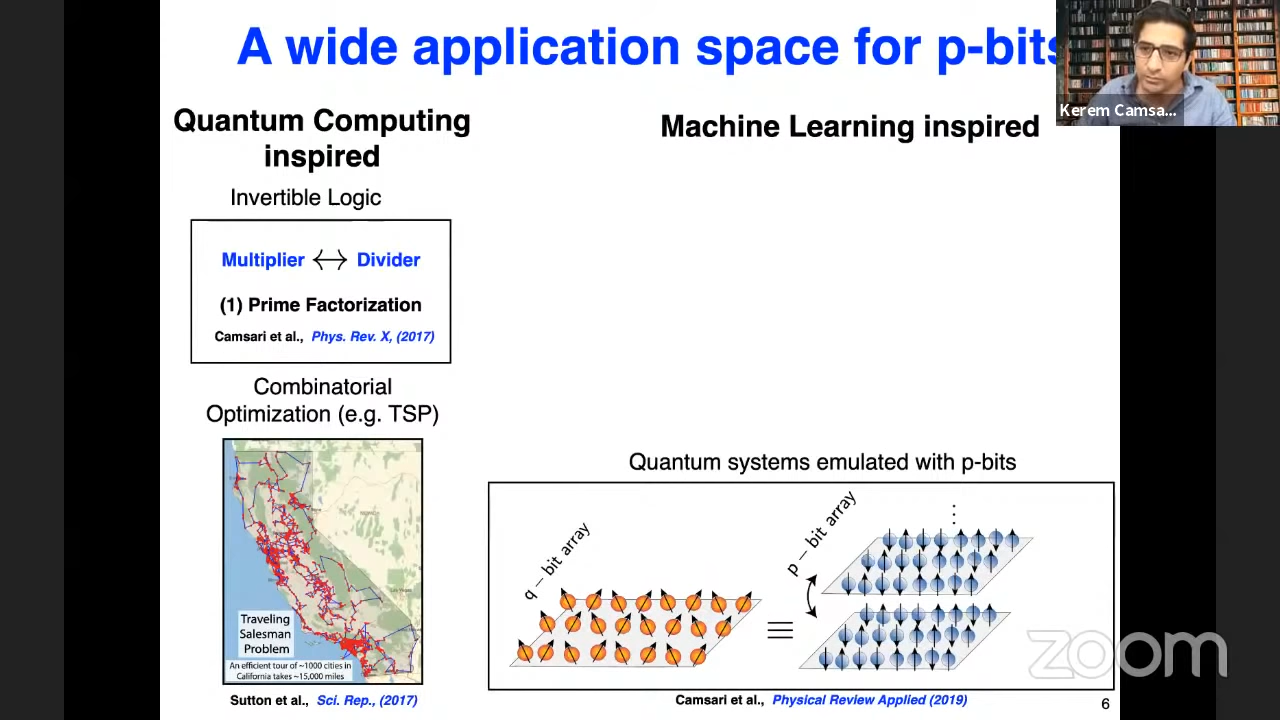 A wide application space for p-bits
Kerem Camsa...
Quantum Computing
inspired
Machine Learning inspired
Invertible Logic
Multiplier ↔ Divider
(1) Prime Factorization
Camsari et al., Phys. Rev. X, (2017)
Combinatorial
Optimization (e.g. TSP)
Traveling
Salesman
Problem
An efficient tour of ~1000 cities in
California takes ~15,000 miles
Sutton et al., Sci. Rep., (2017)
Quantum systems emulated with p-bits
q – bit array
≡
p – bit array
⋮
Camsari et al., Physical Review Applied (2019)
zoom
6